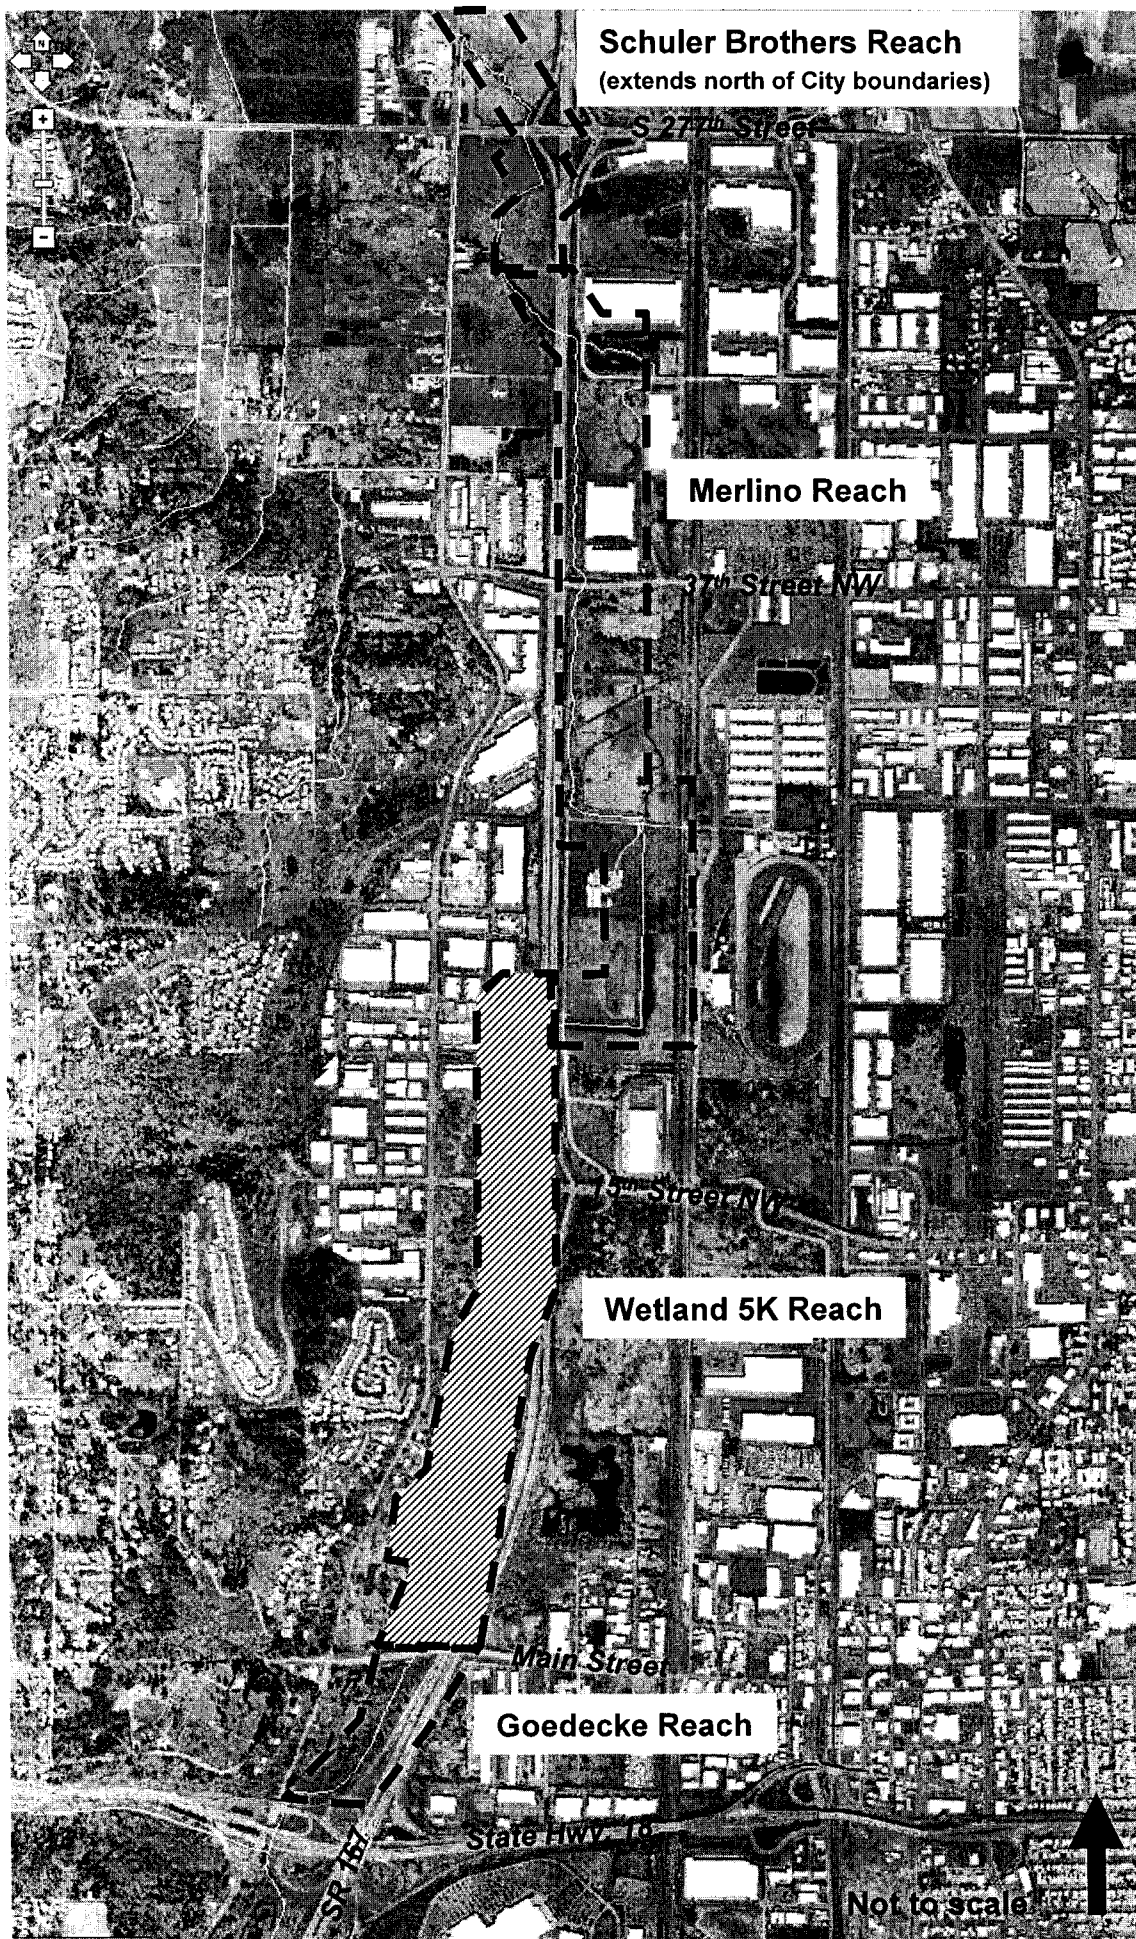 N
Schuler Brothers Reach
(extends north of City boundaries)
+
S 277th Street
-
Merlino Reach
37th Street NW
15th Street NW
Wetland 5K Reach
Main Street
Goedecke Reach
State Hwy. 18
SR 167
Not to scale